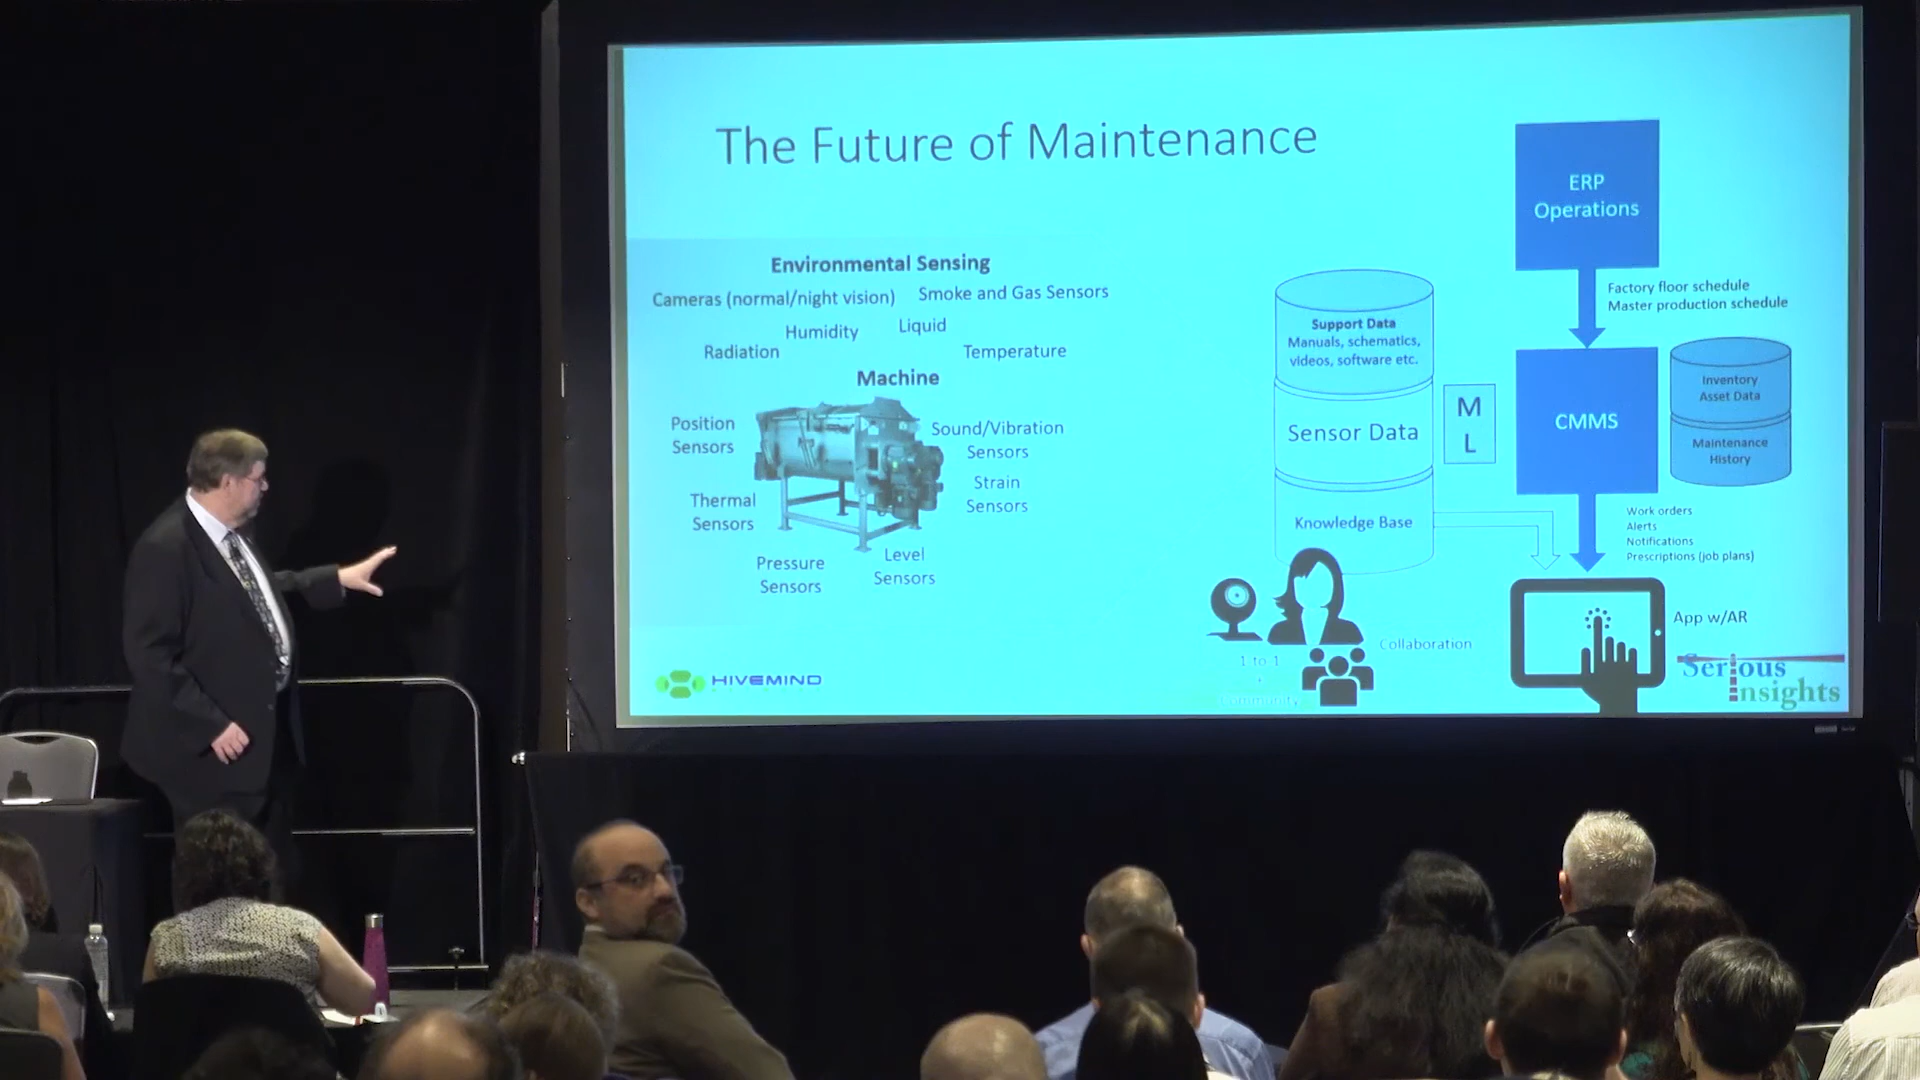 The Future of Maintenance
Environmental Sensing
Cameras (normal/night vision)
Smoke and Gas Sensors
Humidity
Liquid
Radiation
Temperature
Machine
Position
Sensors
Sound/Vibration
Sensors
Strain
Sensors
Thermal
Sensors
Pressure
Sensors
Level
Sensors
HIVEMIND
Support Data
Manuals, schematics,
videos, software etc.
Sensor Data
Knowledge Base
M
L
1 to 1
+
Community
Collaboration
ERP
Operations
Factory floor schedule
Master production schedule
CMMS
Inventory
Asset Data
Maintenance
History
Work orders
Alerts
Notifications
Prescriptions (job plans)
App w/AR
Serious
Insights